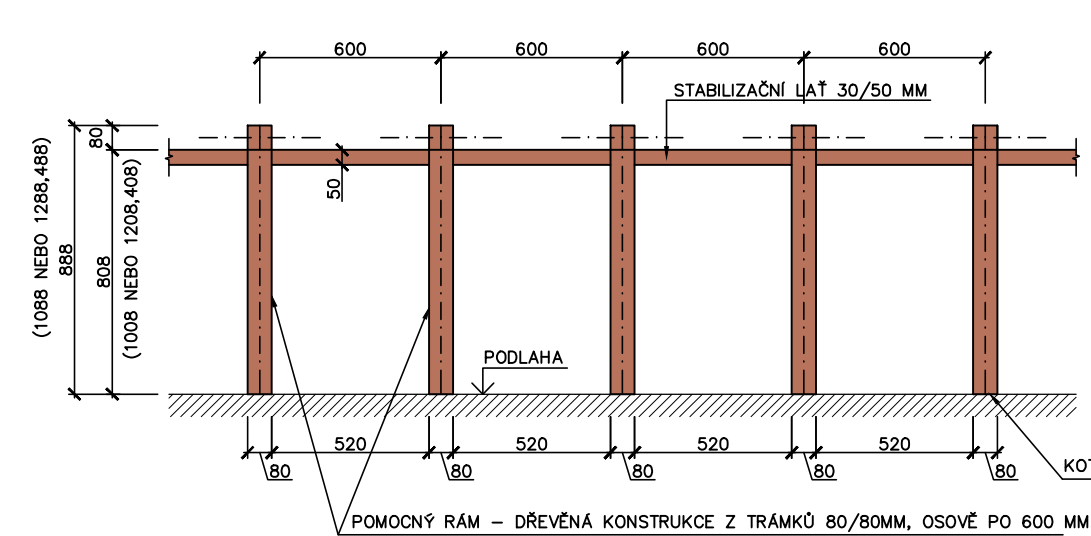 600 600 600 600
STABILIZAČNÍ LAŤ 30/50 MM
80
50
(1088 NEBO 1288,488)
888
808
(1008 NEBO 1208,408)
PODLAHA
520 520 520 520
80 80 80 80 80
KOT
POMOCNÝ RÁM – DŘEVĚNÁ KONSTRUKCE Z TRÁMKŮ 80/80MM, OSOVĚ PO 600 MM